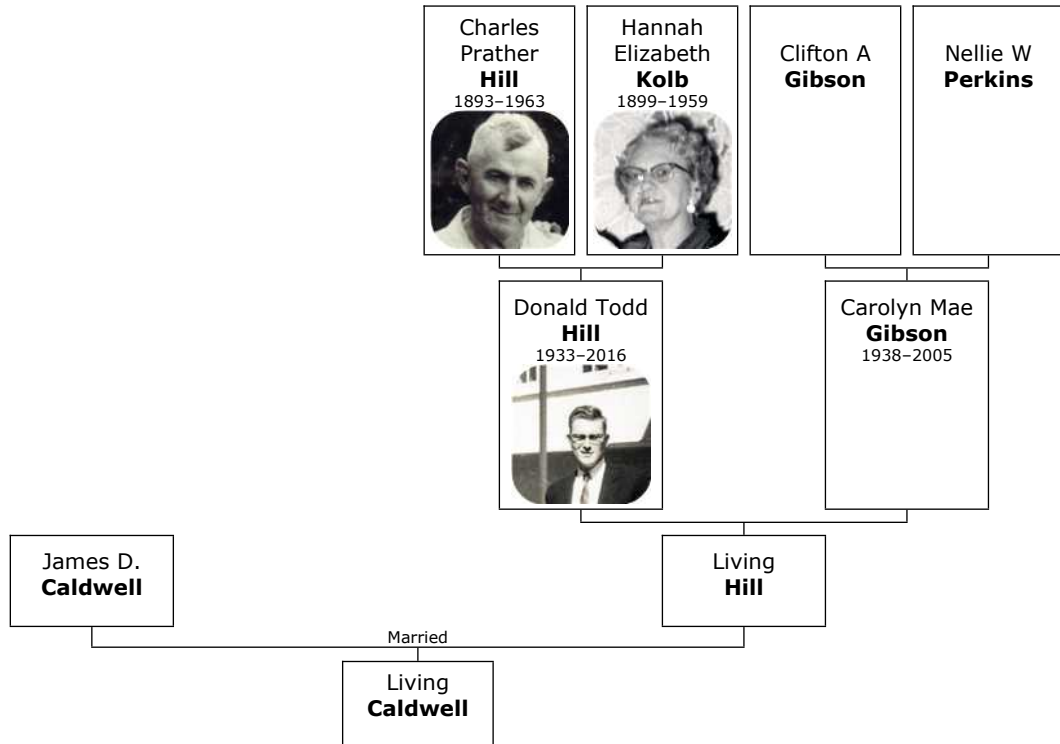 Charles
Prather
Hill
1893–1963
Hannah
Elizabeth
Kolb
1899–1959
Clifton A
Gibson
Nellie W
Perkins
Donald Todd
Hill
1933–2016
Carolyn Mae
Gibson
1938–2005
James D.
Caldwell
Living
Hill
Married
Living
Caldwell